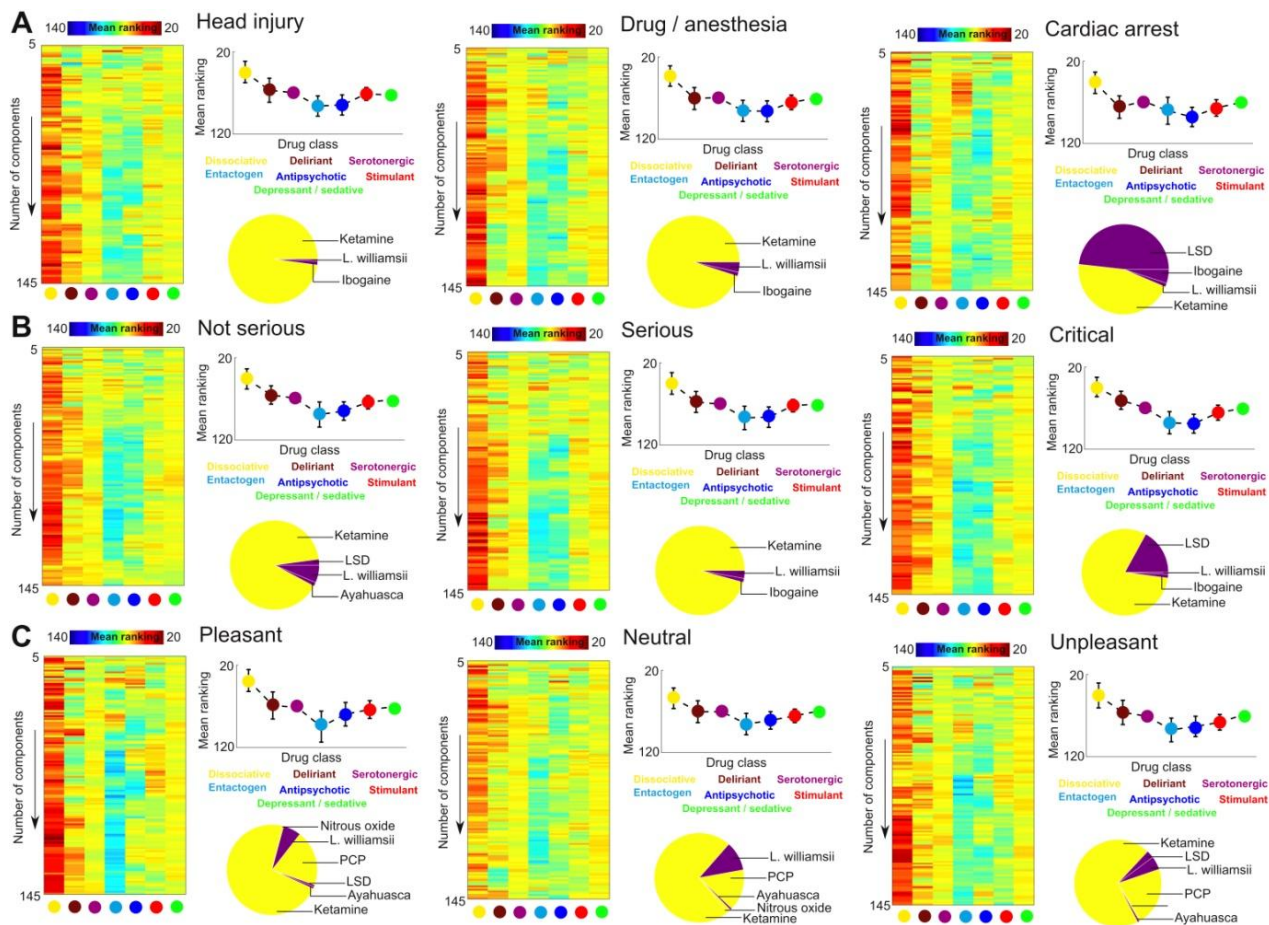 A
140 Mean ranking 20
Head injury
5
Number of components
145
20
Mean ranking
120
Drug class
Dissociative Deliriant Serotonergic
Entactogen Antipsychotic Stimulant
Depressant / sedative
Ketamine
L. williamsii
Ibogaine
140 Mean ranking 20
Drug / anesthesia
5
Number of components
145
20
Mean ranking
120
Drug class
Dissociative Deliriant Serotonergic
Entactogen Antipsychotic Stimulant
Depressant / sedative
Ketamine
L. williamsii
Ibogaine
140 Mean ranking 20
Cardiac arrest
5
Number of components
145
20
Mean ranking
120
Drug class
Dissociative Deliriant Serotonergic
Entactogen Antipsychotic Stimulant
Depressant / sedative
LSD
Ibogaine
L. williamsii
Ketamine
B
140 Mean ranking 20
Not serious
5
Number of components
145
20
Mean ranking
120
Drug class
Dissociative Deliriant Serotonergic
Entactogen Antipsychotic Stimulant
Depressant / sedative
Ketamine
LSD
L. williamsii
Ayahuasca
140 Mean ranking 20
Serious
5
Number of components
145
20
Mean ranking
120
Drug class
Dissociative Deliriant Serotonergic
Entactogen Antipsychotic Stimulant
Depressant / sedative
Ketamine
L. williamsii
Ibogaine
140 Mean ranking 20
Critical
5
Number of components
145
20
Mean ranking
120
Drug class
Dissociative Deliriant Serotonergic
Entactogen Antipsychotic Stimulant
Depressant / sedative
LSD
L. williamsii
Ibogaine
Ketamine
C
140 Mean ranking 20
Pleasant
5
Number of components
145
20
Mean ranking
120
Drug class
Dissociative Deliriant Serotonergic
Entactogen Antipsychotic Stimulant
Depressant / sedative
Nitrous oxide
L. williamsii
PCP
LSD
Ayahuasca
Ketamine
140 Mean ranking 20
Neutral
5
Number of components
145
20
Mean ranking
120
Drug class
Dissociative Deliriant Serotonergic
Entactogen Antipsychotic Stimulant
Depressant / sedative
L. williamsii
PCP
Ayahuasca
Nitrous oxide
Ketamine
140 Mean ranking 20
Unpleasant
5
Number of components
145
20
Mean ranking
120
Drug class
Dissociative Deliriant Serotonergic
Entactogen Antipsychotic Stimulant
Depressant / sedative
Ketamine
LSD
L. williamsii
PCP
Ayahuasca